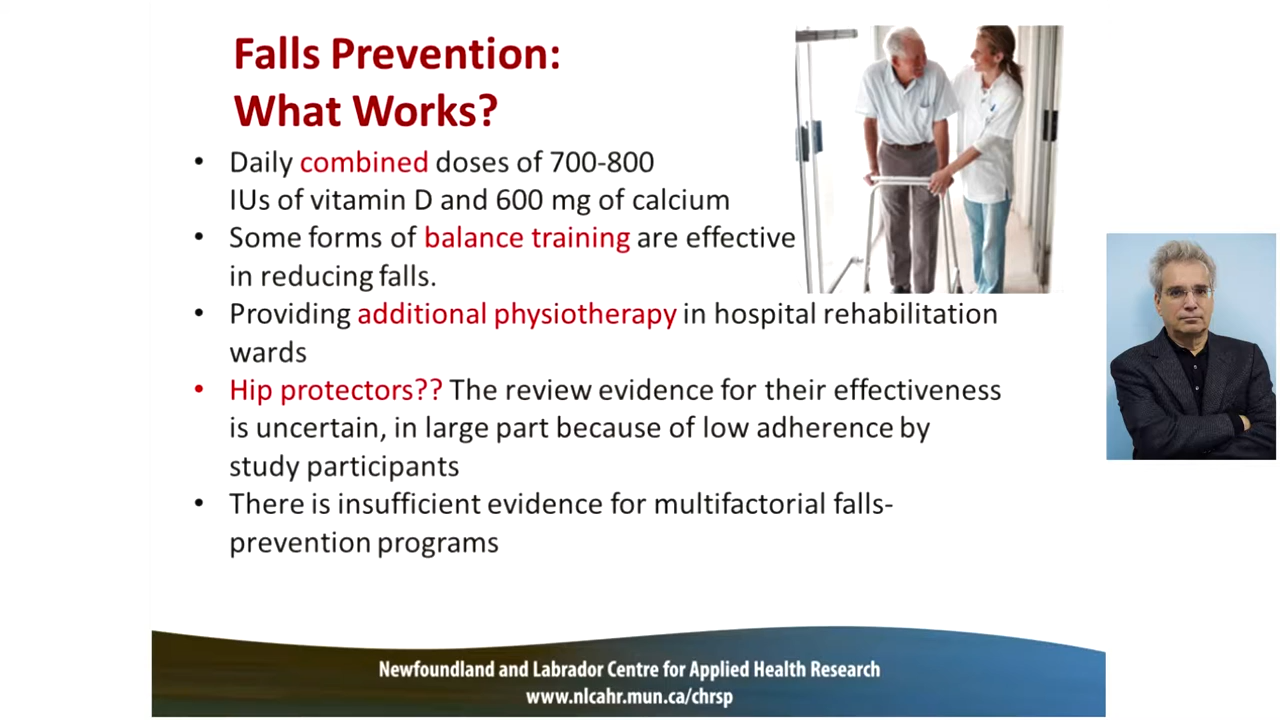 Falls Prevention:
What Works?
• Daily combined doses of 700-800
IUs of vitamin D and 600 mg of calcium
• Some forms of balance training are effective
in reducing falls.
• Providing additional physiotherapy in hospital rehabilitation
wards
• Hip protectors?? The review evidence for their effectiveness
is uncertain, in large part because of low adherence by
study participants
• There is insufficient evidence for multifactorial falls-
prevention programs
Newfoundland and Labrador Centre for Applied Health Research
www.nlcahr.mun.ca/chrsp